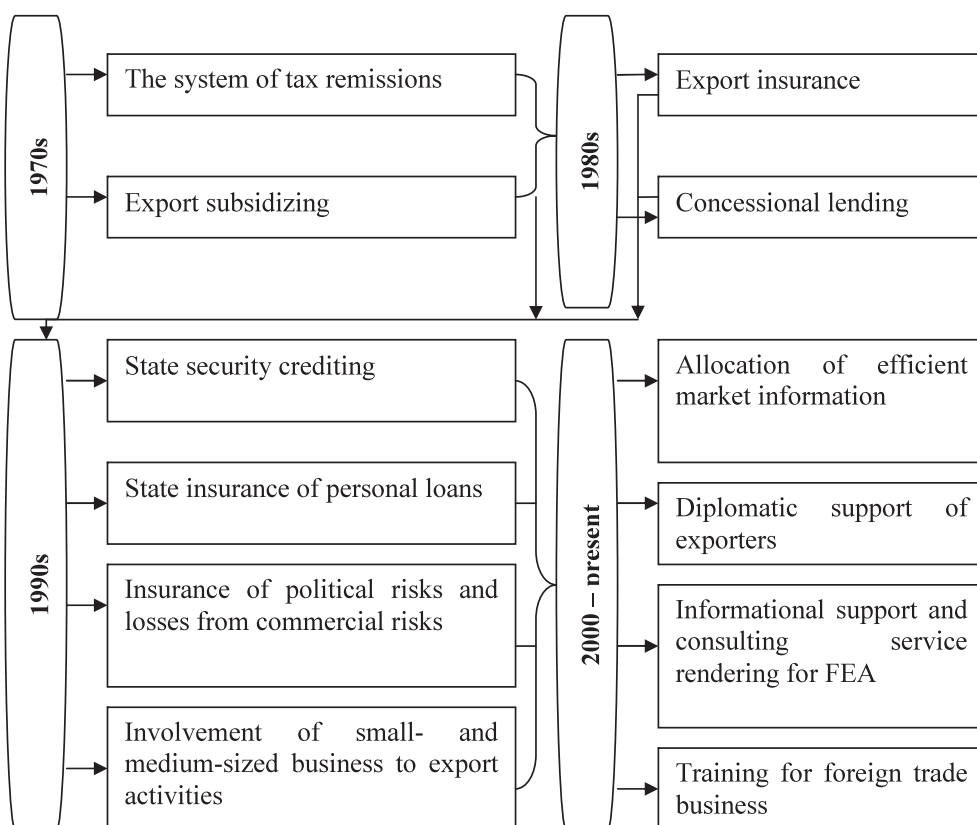 1970s
The system of tax remissions
Export subsidizing
1980s
Export insurance
Concessional lending
1990s
State security crediting
State insurance of personal loans
Insurance of political risks and
losses from commercial risks
Involvement of small- and
medium-sized business to export
activities
2000 – present
Allocation of efficient
market information
Diplomatic support of
exporters
Informational support and
consulting service
rendering for FEA
Training for foreign trade
business